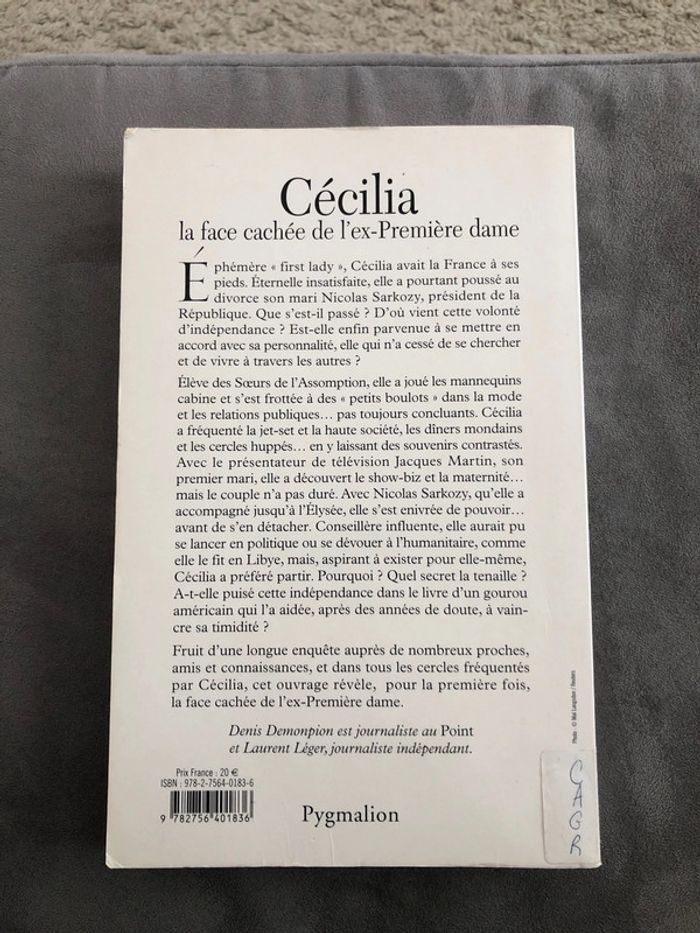 Cécilia
la face cachée de l'ex-Première dame
Éphémère « first lady », Cécilia avait la France à ses
pieds. Éternelle insatisfaite, elle a pourtant poussé au
divorce son mari Nicolas Sarkozy, président de la
République. Que s'est-il passé ? D'où vient cette volonté
d'indépendance ? Est-elle enfin parvenue à se mettre en
accord avec sa personnalité, elle qui n'a cessé de se chercher
et de vivre à travers les autres ?
Élève des Sœurs de l'Assomption, elle a joué les mannequins
cabine et s'est frottée à des « petits boulots » dans la mode
et les relations publiques... pas toujours concluants. Cécilia
a fréquenté la jet-set et la haute société, les dîners mondains
et les cercles huppés... en y laissant des souvenirs contrastés.
Avec le présentateur de télévision Jacques Martin, son
premier mari, elle a découvert le show-biz et la maternité...
mais le couple n'a pas duré. Avec Nicolas Sarkozy, qu'elle a
accompagné jusqu'à l'Élysée, elle s'est enivrée de pouvoir...
avant de s'en détacher. Conseillère influente, elle aurait pu
se lancer en politique ou se dévouer à l'humanitaire, comme
elle le fit en Libye, mais, aspirant à exister pour elle-même,
Cécilia a préféré partir. Pourquoi ? Quel secret la tenaille ?
A-t-elle puisé cette indépendance dans le livre d'un gourou
américain qui l'a aidée, après des années de doute, à vain-
cre sa timidité ?
Fruit d'une longue enquête auprès de nombreux proches,
amis et connaissances, et dans tous les cercles fréquentés
par Cécilia, cet ouvrage révèle, pour la première fois,
la face cachée de l'ex-Première dame.
Denis Demonpion est journaliste au Point
et Laurent Léger, journaliste indépendant.
Photo : © Mal Langsdon / Reuters
Prix France : 20 €
ISBN : 978-2-7564-0183-6
9 782756 401836
Pygmalion
CAGR